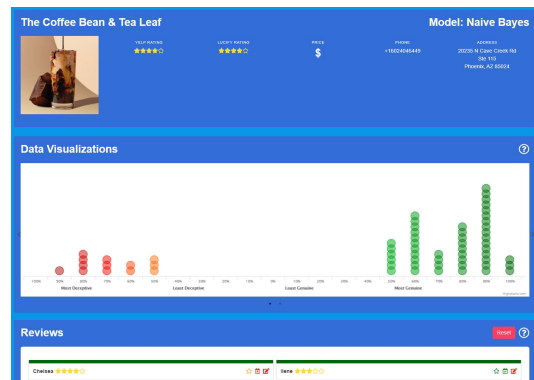 The Coffee Bean & Tea Leaf
Model: Naive Bayes
YELP RATING
LUCIFY RATING
PRICE
PHONE
ADDRESS
$
+16024046449
20235 N Cave Creek Rd
Ste 155
Phoenix, AZ 85024
Data Visualizations
100% 90% 80% 70% 60% 50% 40% 30% 20% 10% 0% 10% 20% 30% 40% 50% 60% 70% 80% 90% 100%
Most Deceptive
Least Deceptive
Least Genuine
Most Genuine
Reviews
Reset
Chelsea
Ilene